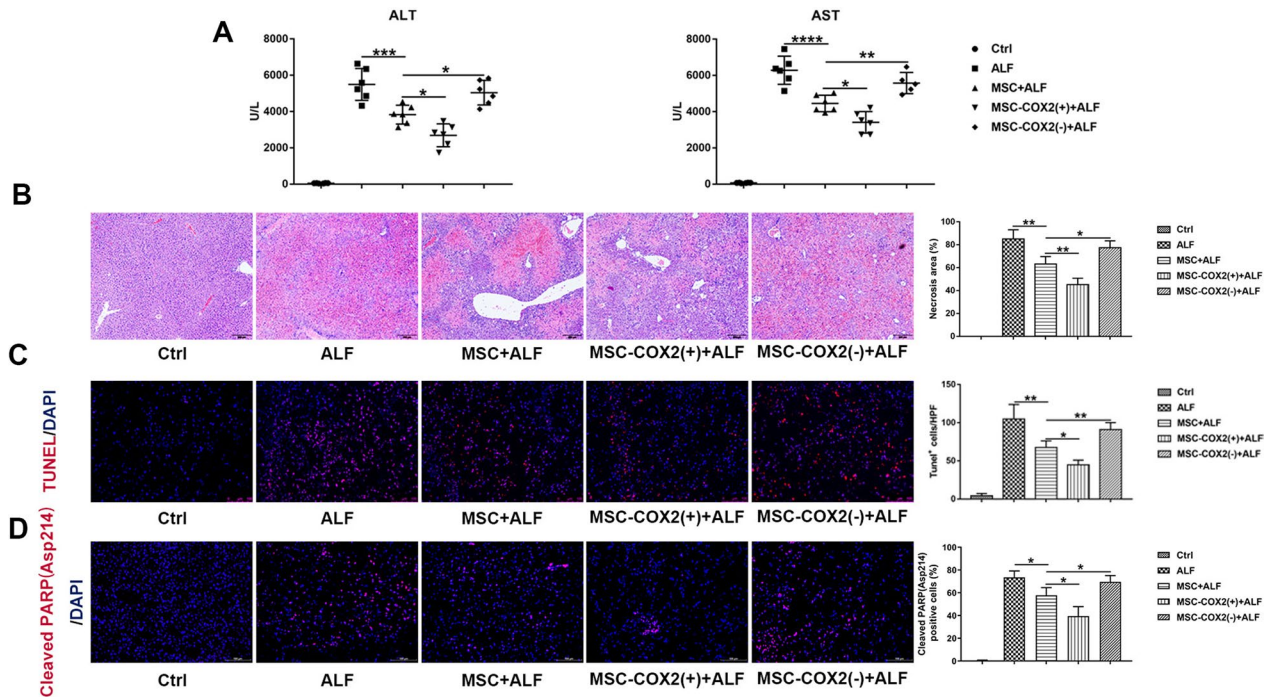 A
ALT
U/L
8000
6000
4000
2000
0
***
*
*
AST
U/L
8000
6000
4000
2000
0
****
**
*
Ctrl
ALF
MSC+ALF
MSC-COX2(+)+ALF
MSC-COX2(-)+ALF
B
Ctrl
ALF
MSC+ALF
MSC-COX2(+)+ALF
MSC-COX2(-)+ALF
Necrosis area (%)
100
80
60
40
20
0
**
*
**
Ctrl
ALF
MSC+ALF
MSC-COX2(+)+ALF
MSC-COX2(-)+ALF
C
TUNEL/DAPI
Ctrl
ALF
MSC+ALF
MSC-COX2(+)+ALF
MSC-COX2(-)+ALF
Tunel+ cells/HPF
150
100
50
0
**
**
*
Ctrl
ALF
MSC+ALF
MSC-COX2(+)+ALF
MSC-COX2(-)+ALF
D
Cleaved PARP(Asp214)
/DAPI
Ctrl
ALF
MSC+ALF
MSC-COX2(+)+ALF
MSC-COX2(-)+ALF
Cleaved PARP(Asp214)
positive cells (%)
100
80
60
40
20
0
*
*
*
Ctrl
ALF
MSC+ALF
MSC-COX2(+)+ALF
MSC-COX2(-)+ALF